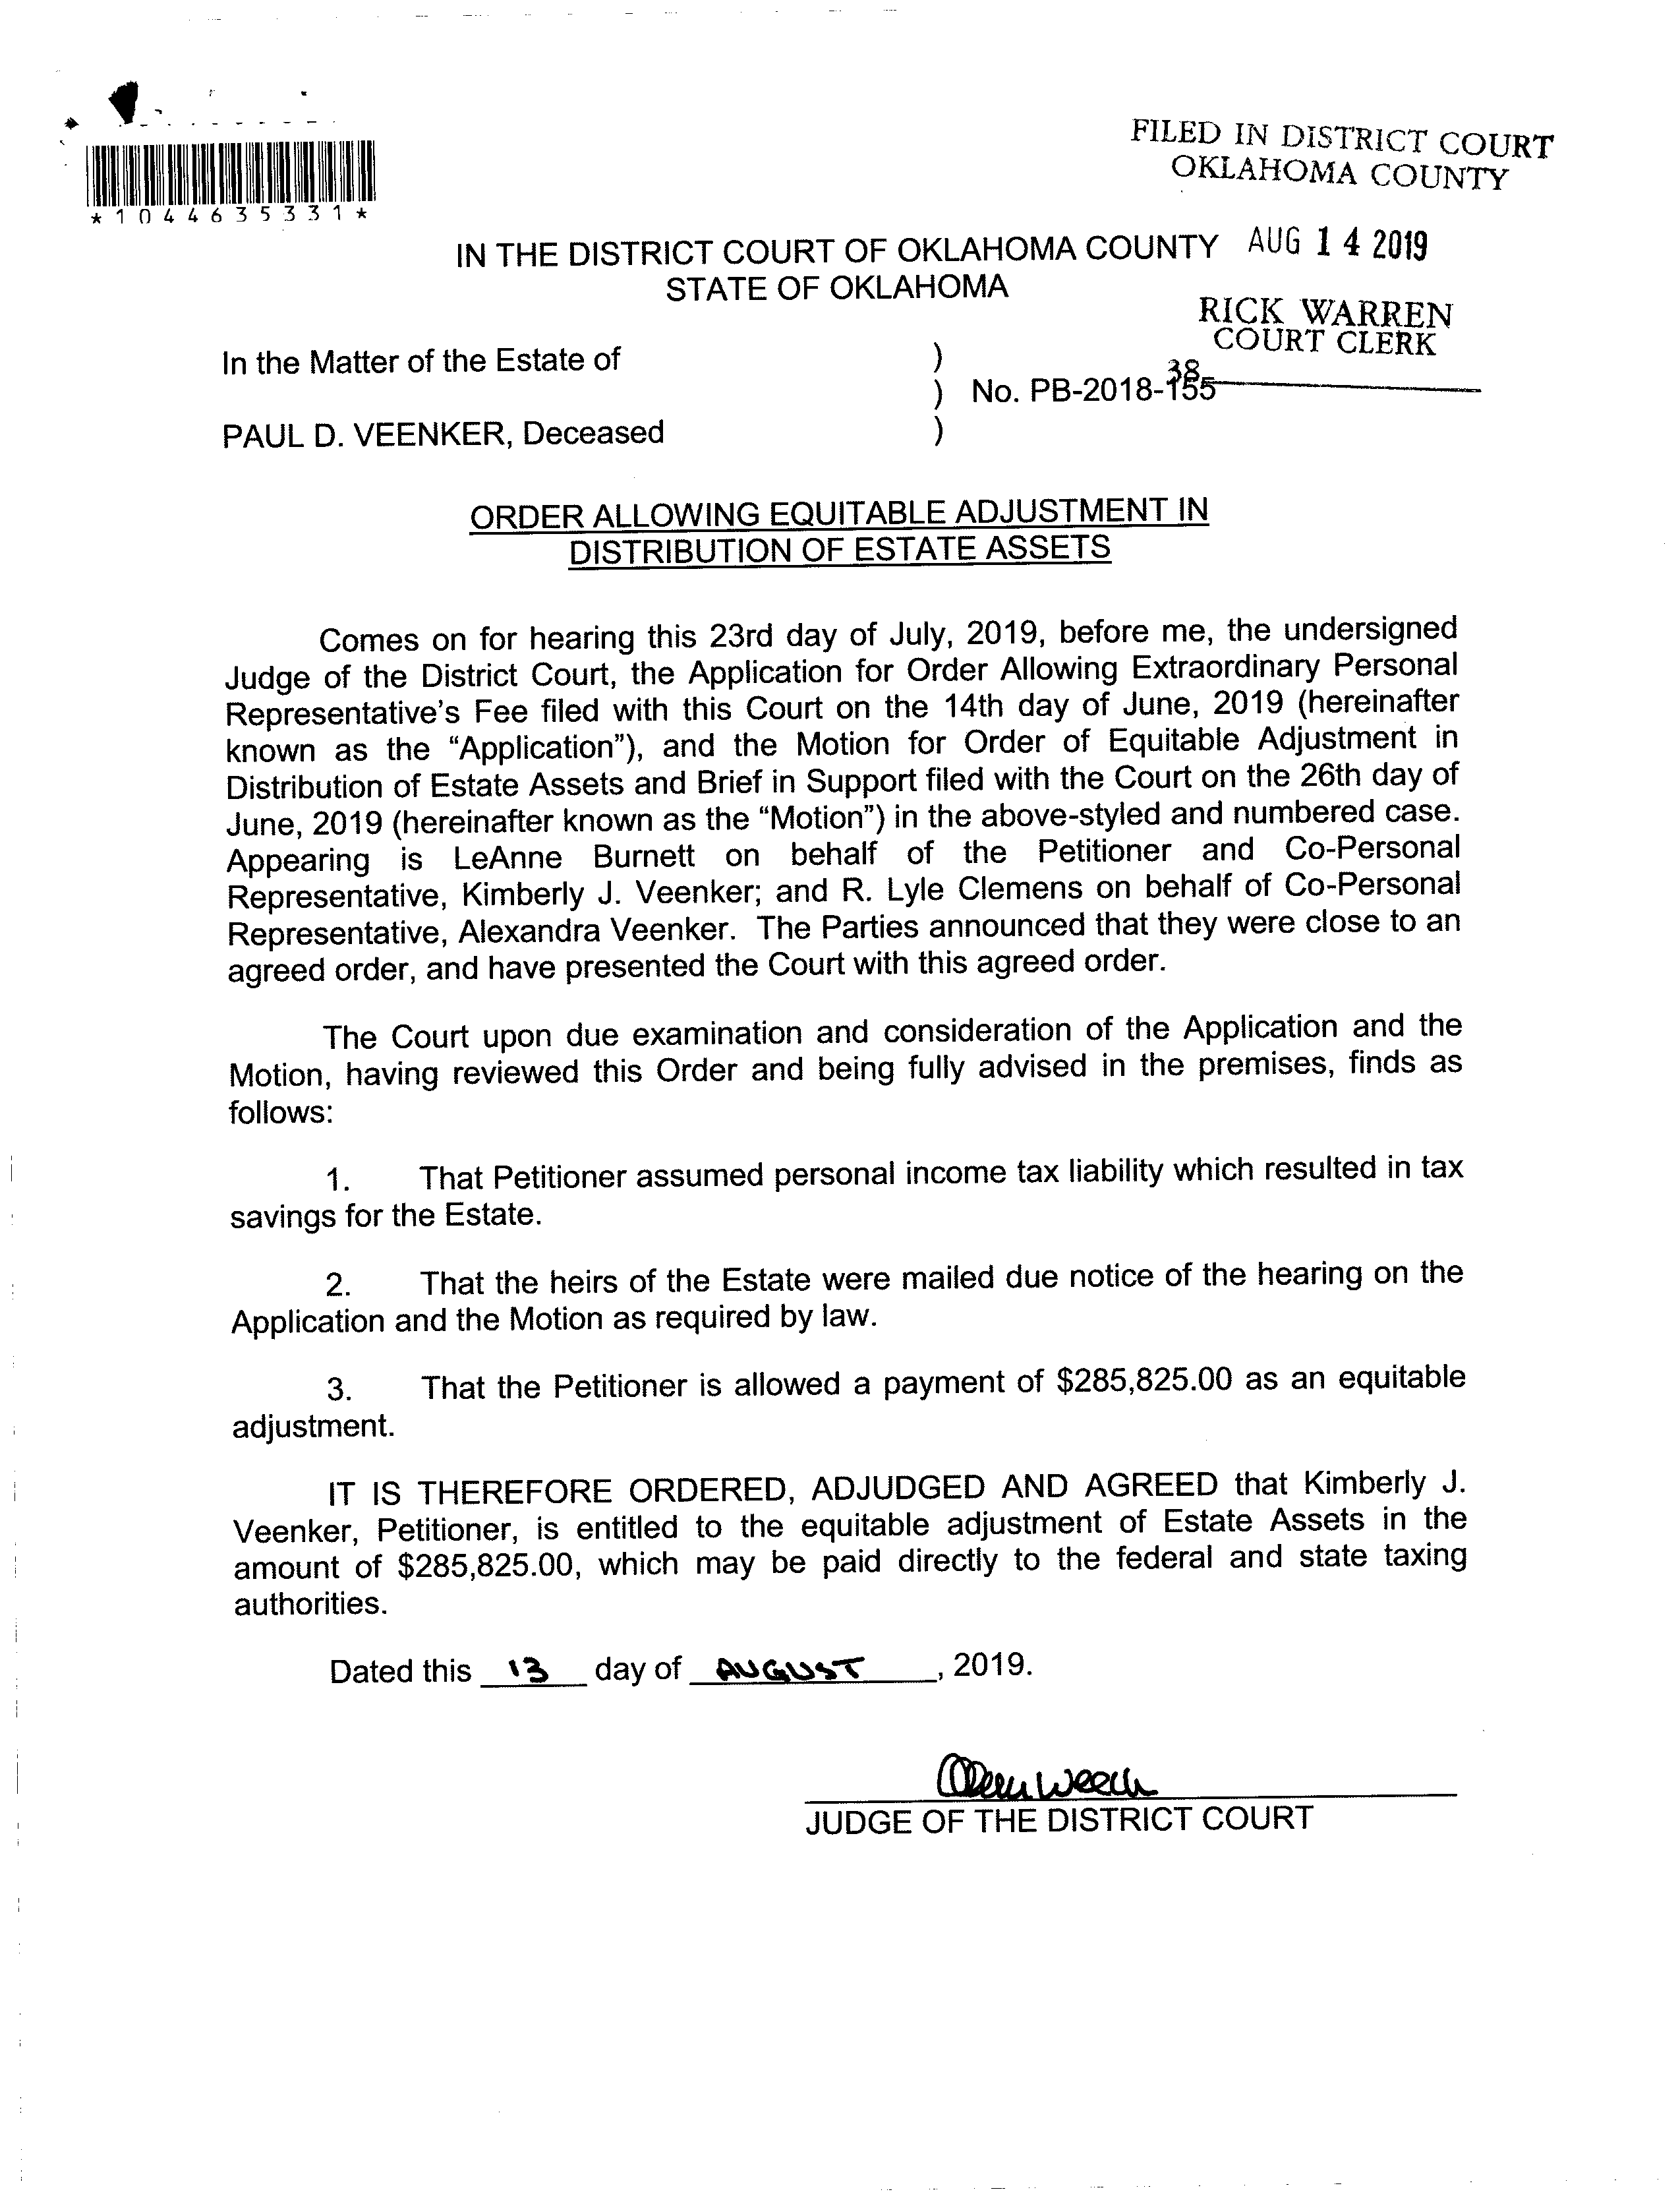 FILED IN DISTRICT COURT
OKLAHOMA COUNTY
*1044635331*
IN THE DISTRICT COURT OF OKLAHOMA COUNTY AUG 14 2019
STATE OF OKLAHOMA
RICK WARREN
COURT CLERK
In the Matter of the Estate of )
38
) No. PB-2018-155
PAUL D. VEENKER, Deceased )
ORDER ALLOWING EQUITABLE ADJUSTMENT IN
DISTRIBUTION OF ESTATE ASSETS
Comes on for hearing this 23rd day of July, 2019, before me, the undersigned
Judge of the District Court, the Application for Order Allowing Extraordinary Personal
Representative's Fee filed with this Court on the 14th day of June, 2019 (hereinafter
known as the “Application”), and the Motion for Order of Equitable Adjustment in
Distribution of Estate Assets and Brief in Support filed with the Court on the 26th day of
June, 2019 (hereinafter known as the “Motion”) in the above-styled and numbered case.
Appearing is LeAnne Burnett on behalf of the Petitioner and Co-Personal
Representative, Kimberly J. Veenker; and R. Lyle Clemens on behalf of Co-Personal
Representative, Alexandra Veenker. The Parties announced that they were close to an
agreed order, and have presented the Court with this agreed order.
The Court upon due examination and consideration of the Application and the
Motion, having reviewed this Order and being fully advised in the premises, finds as
follows:
1. That Petitioner assumed personal income tax liability which resulted in tax
savings for the Estate.
2. That the heirs of the Estate were mailed due notice of the hearing on the
Application and the Motion as required by law.
3. That the Petitioner is allowed a payment of $285,825.00 as an equitable
adjustment.
IT IS THEREFORE ORDERED, ADJUDGED AND AGREED that Kimberly J.
Veenker, Petitioner, is entitled to the equitable adjustment of Estate Assets in the
amount of $285,825.00, which may be paid directly to the federal and state taxing
authorities.
Dated this 13 day of AUGUST, 2019.
JUDGE OF THE DISTRICT COURT